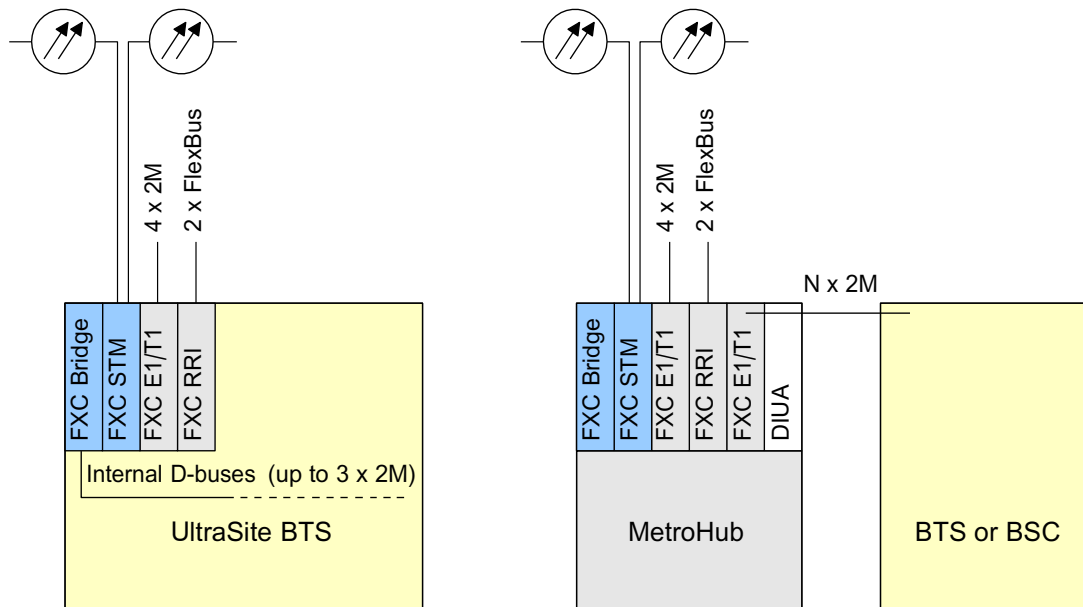 4 x 2M
2 x FlexBus
FXC Bridge
FXC STM
FXC E1/T1
FXC RRI
Internal D-buses (up to 3 x 2M)
UltraSite BTS
4 x 2M
2 x FlexBus
N x 2M
FXC Bridge
FXC STM
FXC E1/T1
FXC RRI
FXC E1/T1
DIUA
MetroHub
BTS or BSC